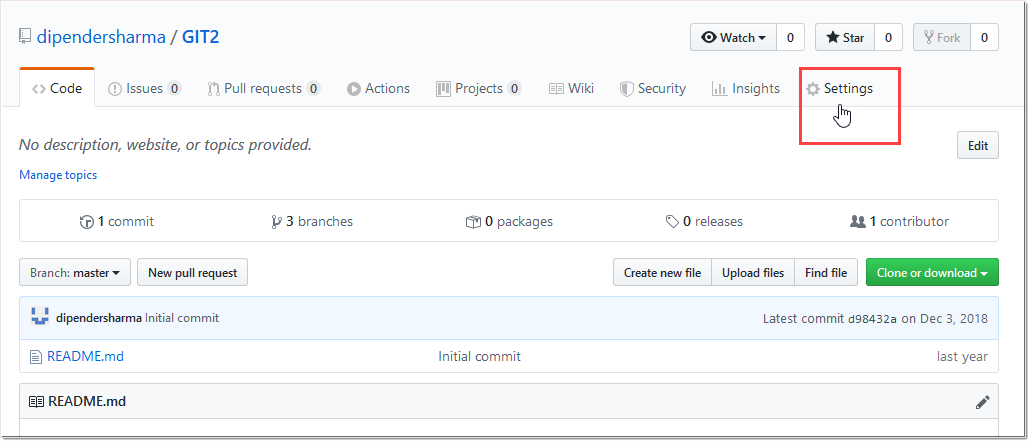 dipendersharma / GIT2
Watch 0 Star 0 Fork 0
Code Issues 0 Pull requests 0 Actions Projects 0 Wiki Security Insights Settings
No description, website, or topics provided.
Edit
Manage topics
1 commit 3 branches 0 packages 0 releases 1 contributor
Branch: master New pull request Create new file Upload files Find file Clone or download
dipendersharma Initial commit Latest commit d98432a on Dec 3, 2018
README.md Initial commit last year
README.md